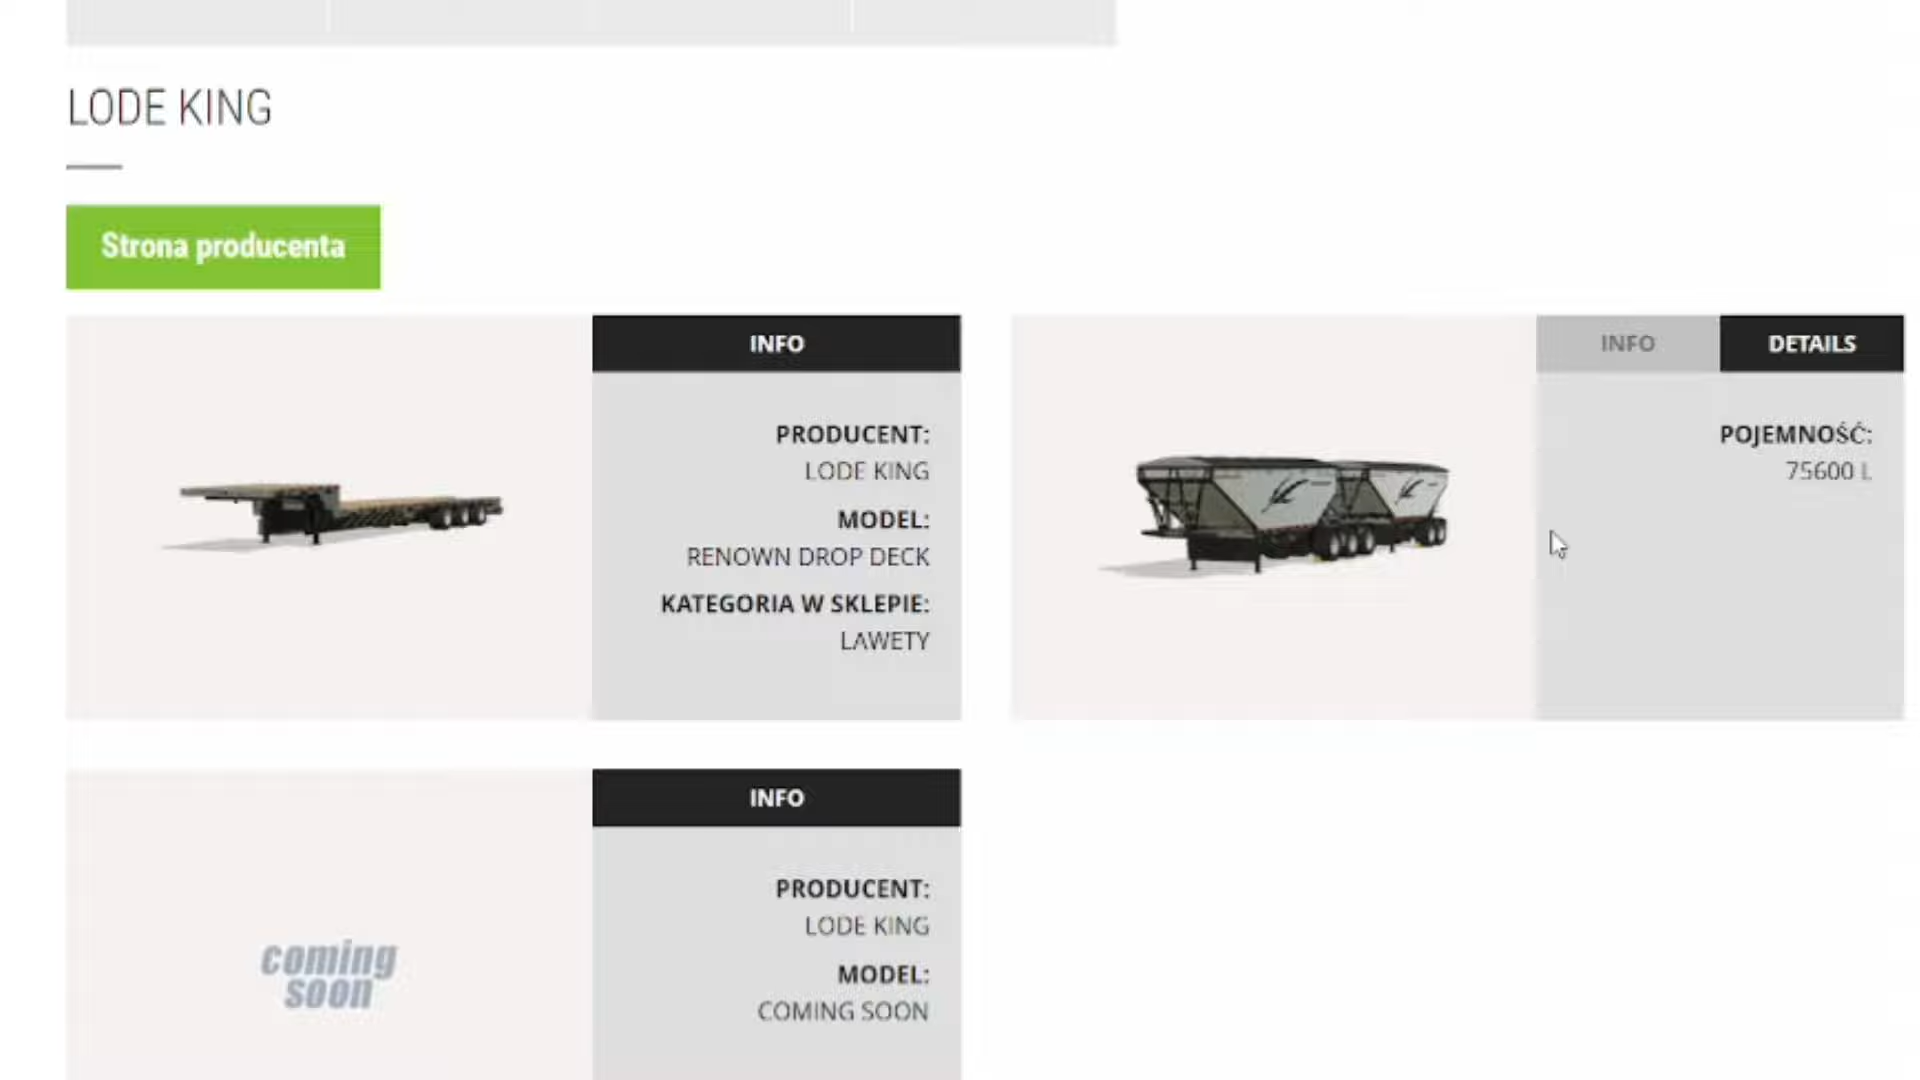 LODE KING
Strona producenta
INFO
PRODUCENT:
LODE KING
MODEL:
RENOWN DROP DECK
KATEGORIA W SKLEPIE:
LAWETY
INFO
DETAILS
POJEMNOŚĆ:
75600 L
coming
soon
INFO
PRODUCENT:
LODE KING
MODEL:
COMING SOON